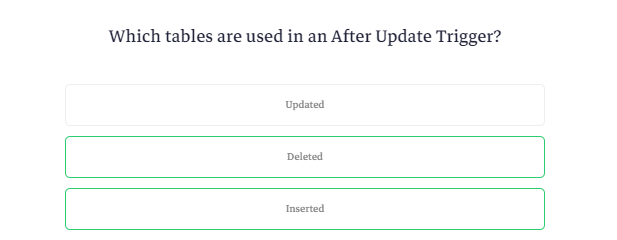 Which tables are used in an After Update Trigger?
Updated
Deleted
Inserted